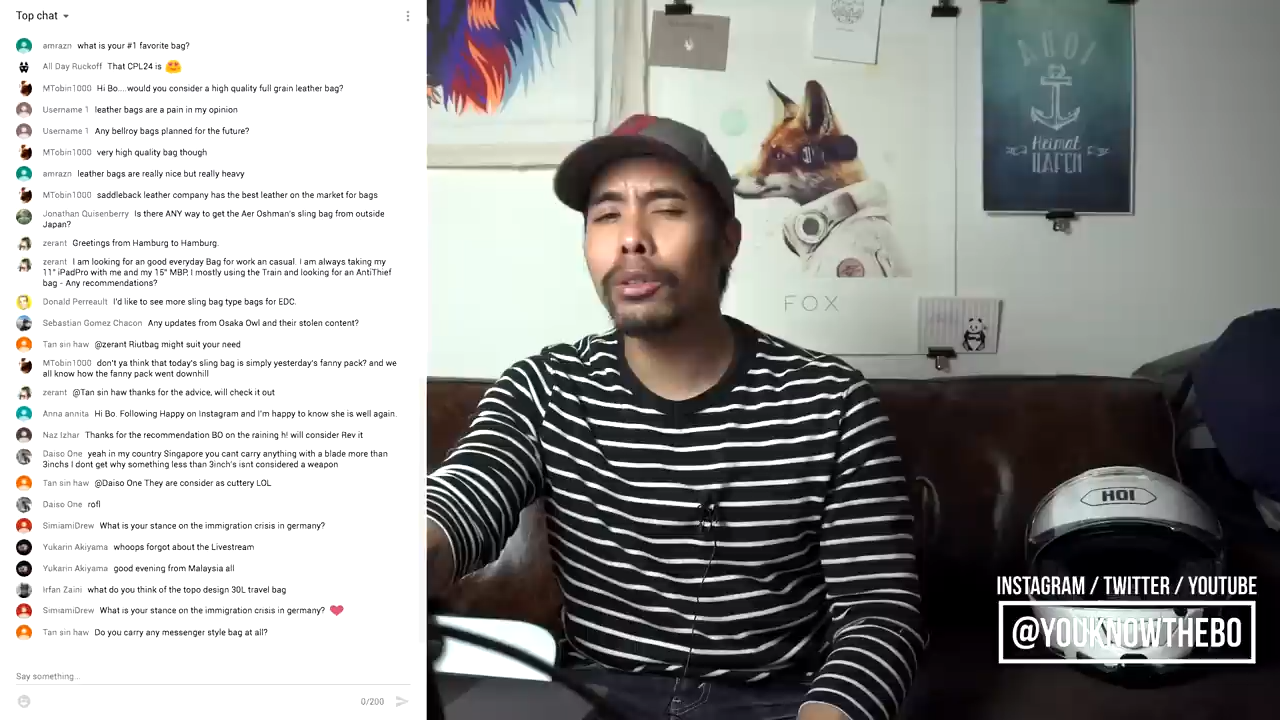 Top chat
amrazn what is your #1 favorite bag?
All Day Ruckoff That CPL24 is 😍
MTobin1000 Hi Bo....would you consider a high quality full grain leather bag?
Username 1 leather bags are a pain in my opinion
Username 1 Any bellroy bags planned for the future?
MTobin1000 very high quality bag though
amrazn leather bags are really nice but really heavy
MTobin1000 saddleback leather company has the best leather on the market for bags
Jonathan Quisenberry Is there ANY way to get the Aer Oshman's sling bag from outside
Japan?
zerant Greetings from Hamburg to Hamburg.
zerant I am looking for an good everyday Bag for work an casual. I am always taking my
11" iPadPro with me and my 15" MBP. I mostly using the Train and looking for an AntiThief
bag - Any recommendations?
Donald Perreault I'd like to see more sling bag type bags for EDC.
Sebastian Gomez Chacon Any updates from Osaka Owl and their stolen content?
Tan sin haw @zerant Riutbag might suit your need
MTobin1000 don't ya think that today's sling bag is simply yesterday's fanny pack? and we
all know how the fanny pack went downhill
zerant @Tan sin haw thanks for the advice, will check it out
Anna annita Hi Bo. Following Happy on Instagram and I'm happy to know she is well again.
Naz Izhar Thanks for the recommendation BO on the raining h! will consider Rev it
Daiso One yeah in my country Singapore you cant carry anything with a blade more than
3inchs I dont get why something less than 3inch's isnt considered a weapon
Tan sin haw @Daiso One They are consider as cuttery LOL
Daiso One rofl
SimiamiDrew What is your stance on the immigration crisis in germany?
Yukarin Akiyama whoops forgot about the Livestream
Yukarin Akiyama good evening from Malaysia all
Irfan Zaini what do you think of the topo design 30L travel bag
SimiamiDrew What is your stance on the immigration crisis in germany? ❤
Tan sin haw Do you carry any messenger style bag at all?
Say something...
0/200
AHOI
Heimat
HAFEN
FOX
HOI
INSTAGRAM / TWITTER / YOUTUBE
@YOUKNOWTHEBO